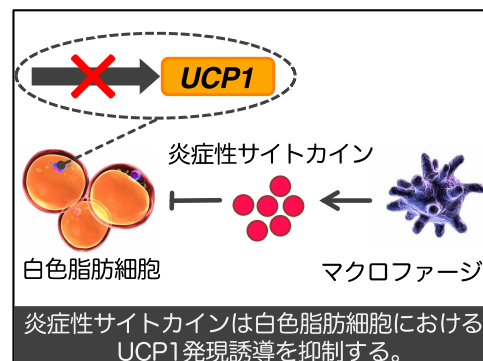 UCP1
炎症性サイトカイン
白色脂肪細胞
マクロファージ
炎症性サイトカインは白色脂肪細胞における
UCP1発現誘導を抑制する。